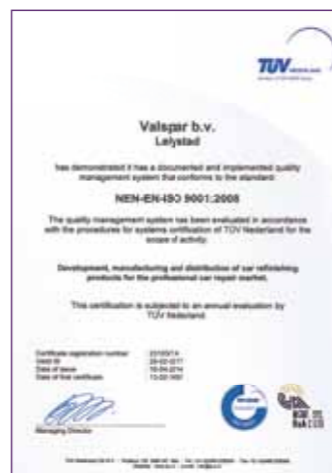 TÜV NEDERLAND
Valspar b.v.
Lelystad
has demonstrated it has a documented and implemented quality
management system that conforms to the standard:
NEN-EN-ISO 9001:2008
The quality management system has been evaluated in accordance
with the procedures for systems certification of TÜV Nederland for the
scope of activity:
Development, manufacturing and distribution of car refinishing
products for the professional car repair market.
This certification is subjected to an annual evaluation by
TÜV Nederland.
Certificate registration number
Valid till
Date of issue
Date of first certificate
Managing Director